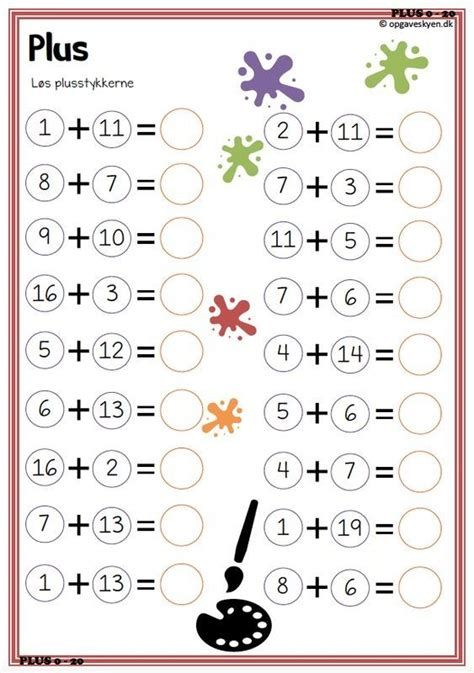 PLUS 0 - 20
© opgaveskyen.dk
Plus
Løs plusstykkerne
1 + 11 =
2 + 11 =
8 + 7 =
7 + 3 =
9 + 10 =
11 + 5 =
16 + 3 =
7 + 6 =
5 + 12 =
4 + 14 =
6 + 13 =
5 + 6 =
16 + 2 =
4 + 7 =
7 + 13 =
1 + 19 =
1 + 13 =
8 + 6 =
PLUS 0 - 20